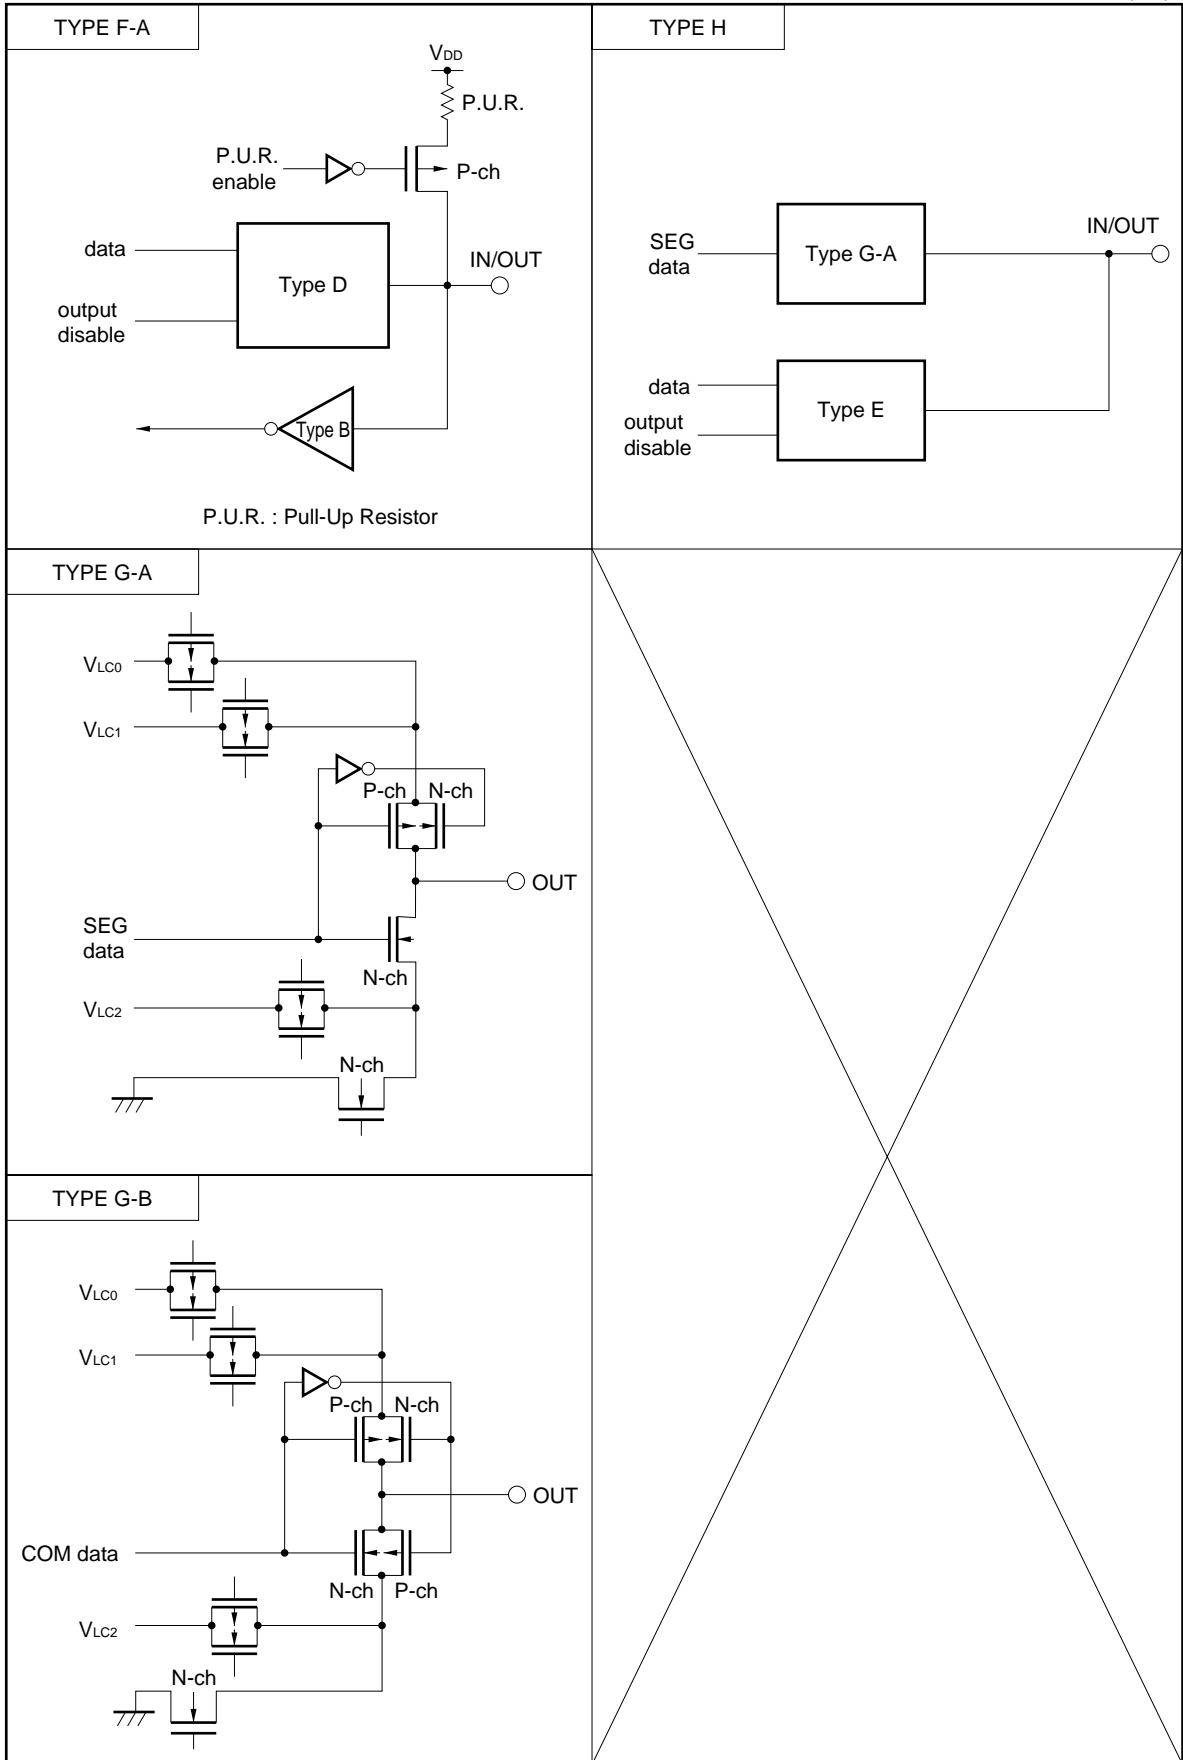 TYPE F-A
VDD
P.U.R.
P.U.R.
enable
P-ch
data
Type D
IN/OUT
output
disable
Type B
P.U.R. : Pull-Up Resistor
TYPE H
SEG
data
Type G-A
IN/OUT
data
output
disable
Type E
TYPE G-A
VLC0
VLC1
P-ch N-ch
OUT
SEG
data
N-ch
VLC2
N-ch
TYPE G-B
VLC0
VLC1
P-ch N-ch
OUT
COM data
N-ch P-ch
VLC2
N-ch